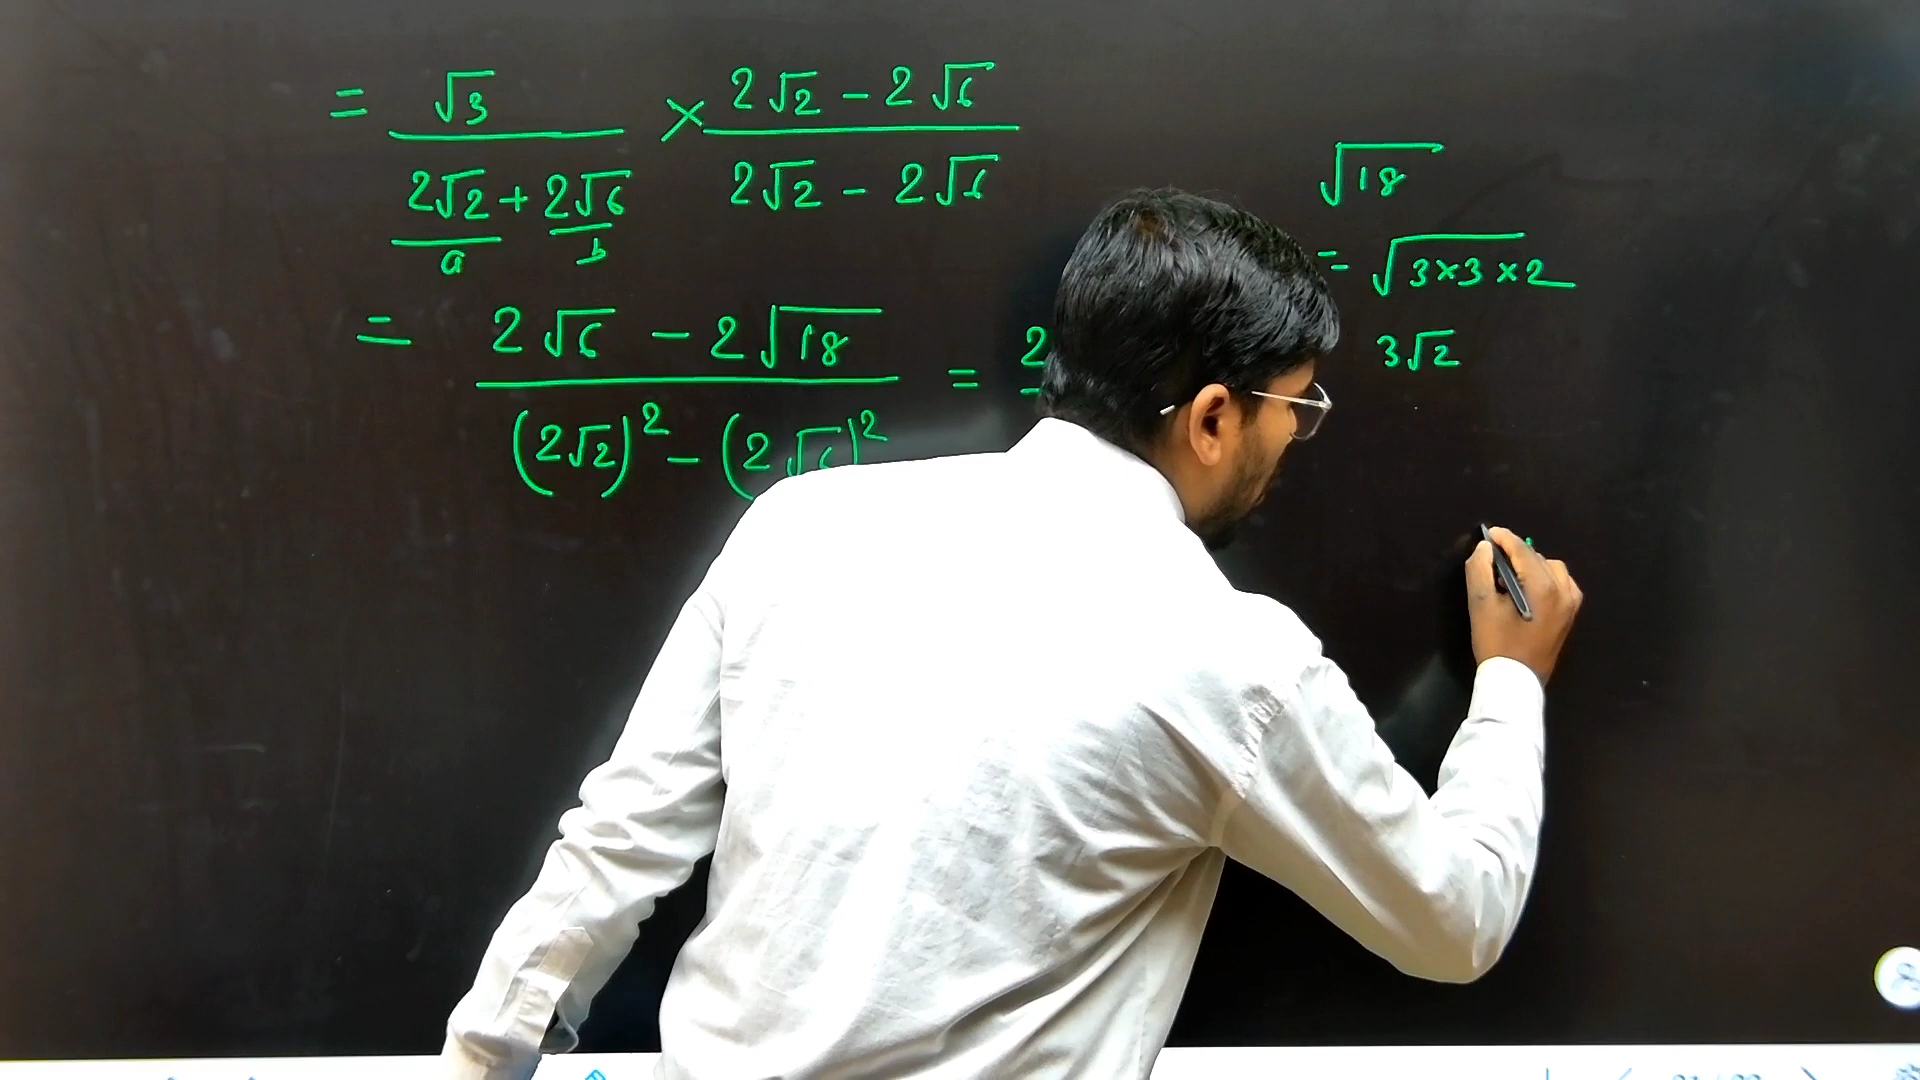 = √3 / (2√2 + 2√6) × (2√2 − 2√6) / (2√2 − 2√6)
a b
= (2√6 − 2√18) / ((2√2)² − (2√6)²) = 2
√18
= √3×3×2
3√2